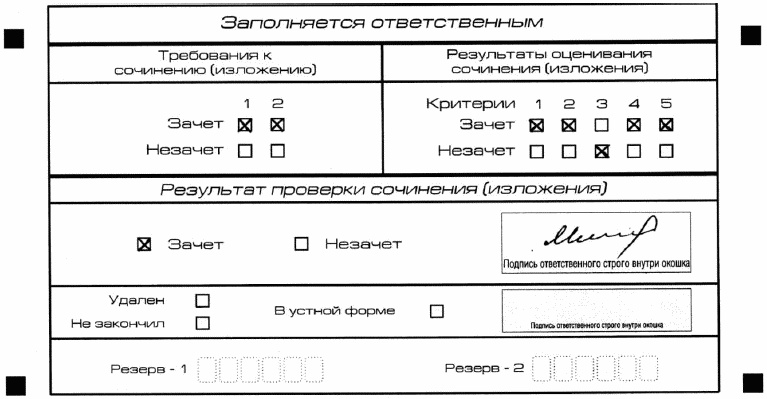 Заполняется ответственным
Требования к
сочинению (изложению)
1 2
Зачет
Незачет
Результаты оценивания
сочинения (изложения)
Критерии 1 2 3 4 5
Зачет
Незачет
Результат проверки сочинения (изложения)
Зачет
Незачет
Подпись ответственного строго внутри окошка
Удален
Не закончил
В устной форме
Подпись ответственного строго внутри окошка
Резерв - 1
Резерв - 2